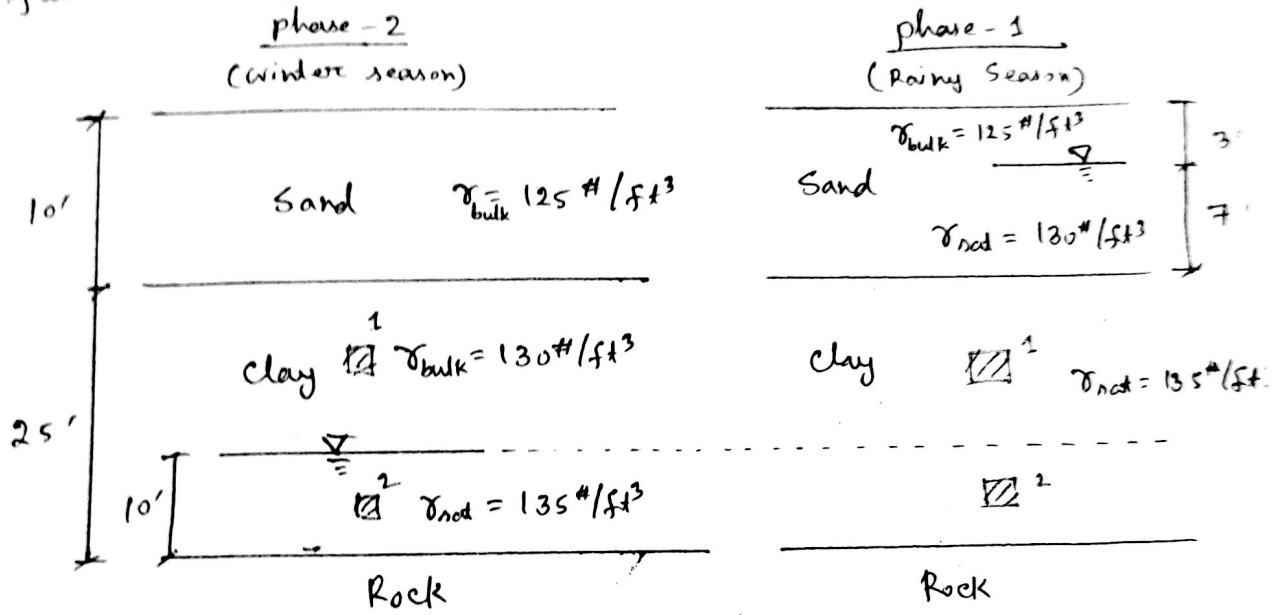 phase - 2
(winter season)
10'
Sand γbulk = 125 #/ft³
1
Clay γbulk = 130 #/ft³
25'
10'
2
γsat = 135 #/ft³
Rock
phase - 1
(Rainy Season)
γbulk = 125 #/ft³
3'
Sand
γsat = 130 #/ft³
7'
Clay
1
γsat = 135 #/ft
2
Rock